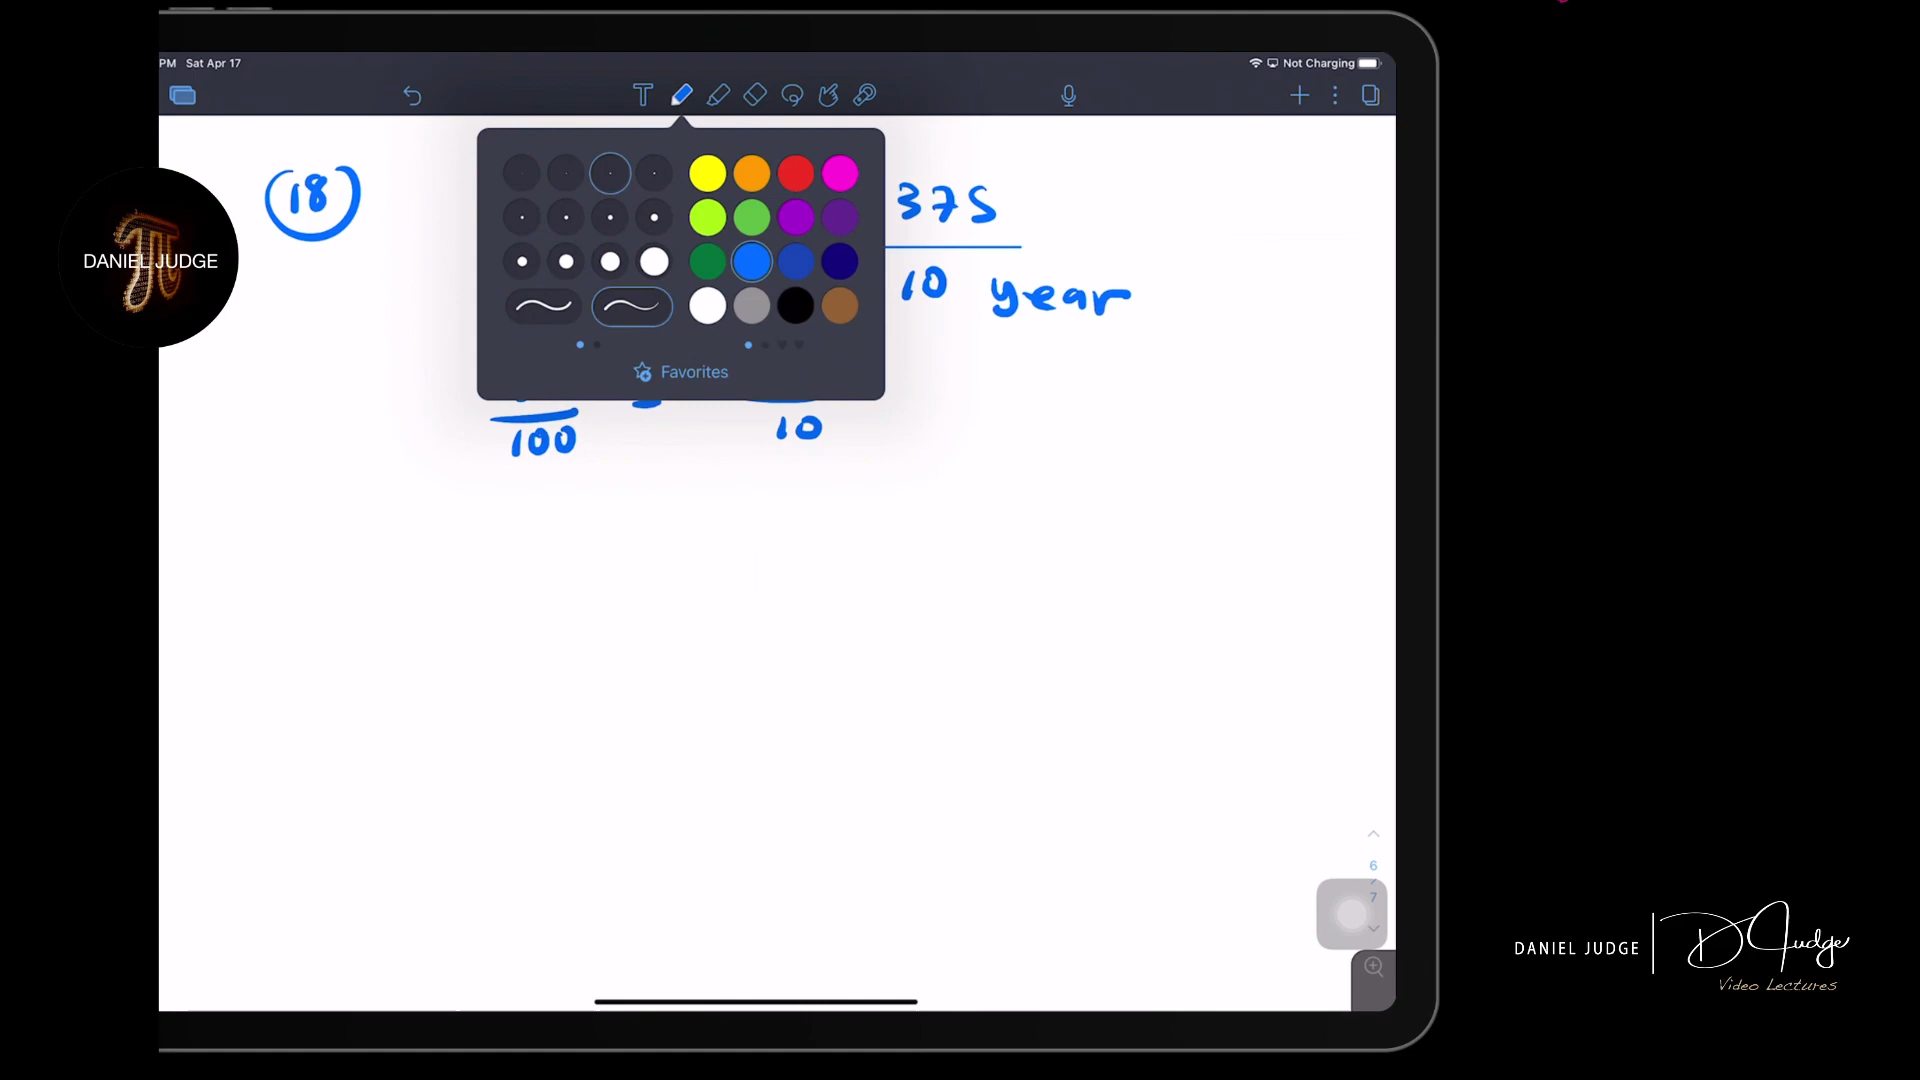 PM Sat Apr 17
Not Charging
T
18
375
10 year
Favorites
100
10
DANIEL JUDGE
6
7
DANIEL JUDGE
DJudge
Video Lectures